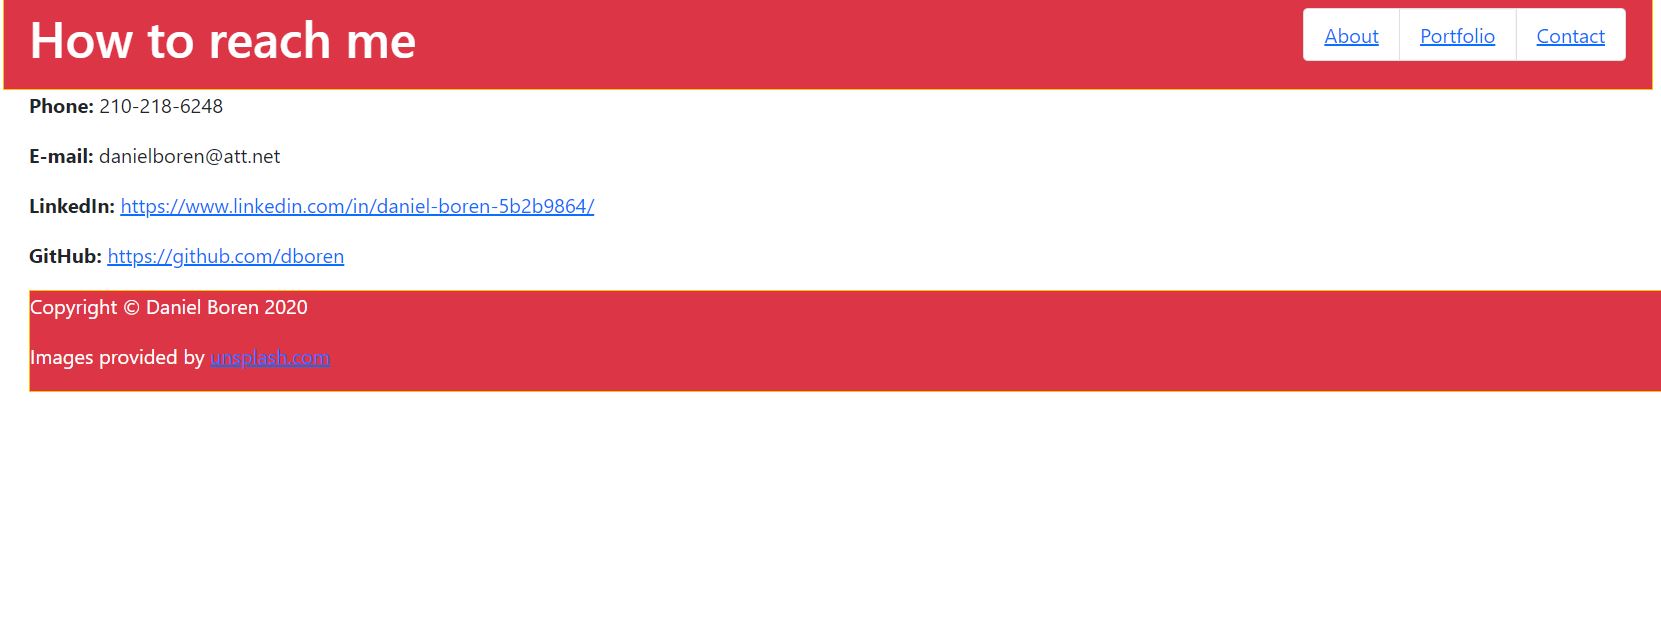 How to reach me
About Portfolio Contact
Phone: 210-218-6248
E-mail: danielboren@att.net
LinkedIn: https://www.linkedin.com/in/daniel-boren-5b2b9864/
GitHub: https://github.com/dboren
Copyright © Daniel Boren 2020
Images provided by unsplash.com